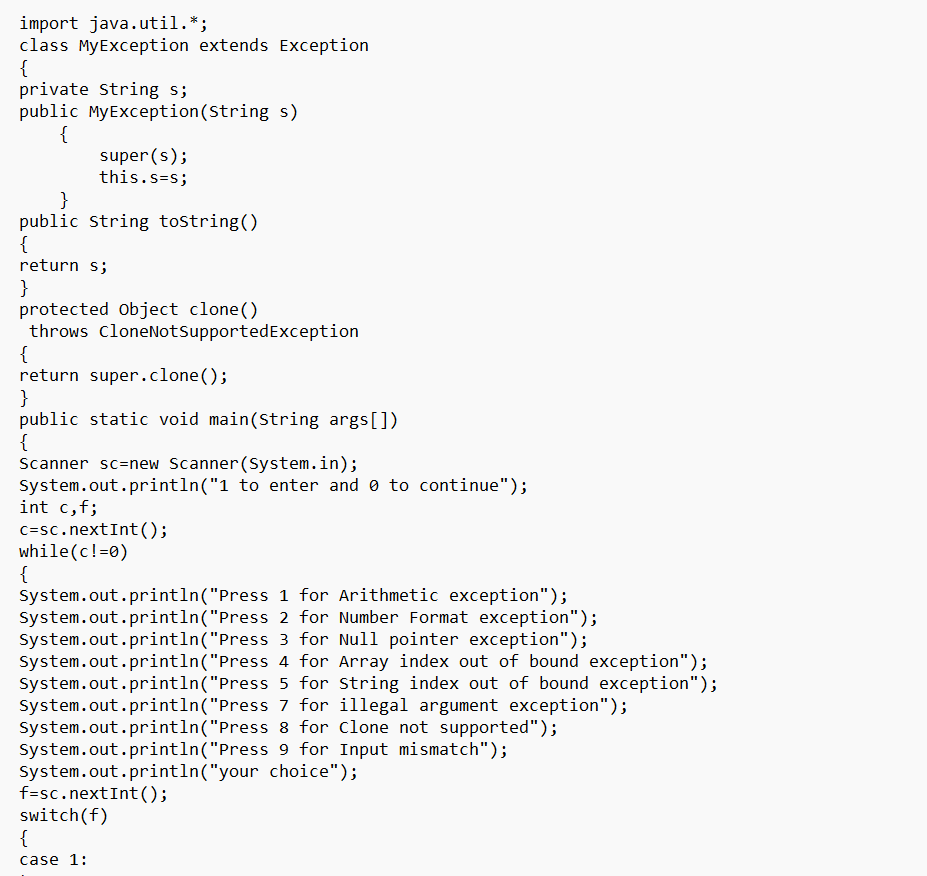 import java.util.*;
class MyException extends Exception
{
private String s;
public MyException(String s)
    {
        super(s);
        this.s=s;
    }
public String toString()
{
return s;
}
protected Object clone()
 throws CloneNotSupportedException
{
return super.clone();
}
public static void main(String args[])
{
Scanner sc=new Scanner(System.in);
System.out.println("1 to enter and 0 to continue");
int c,f;
c=sc.nextInt();
while(c!=0)
{
System.out.println("Press 1 for Arithmetic exception");
System.out.println("Press 2 for Number Format exception");
System.out.println("Press 3 for Null pointer exception");
System.out.println("Press 4 for Array index out of bound exception");
System.out.println("Press 5 for String index out of bound exception");
System.out.println("Press 7 for illegal argument exception");
System.out.println("Press 8 for Clone not supported");
System.out.println("Press 9 for Input mismatch");
System.out.println("your choice");
f=sc.nextInt();
switch(f)
{
case 1: